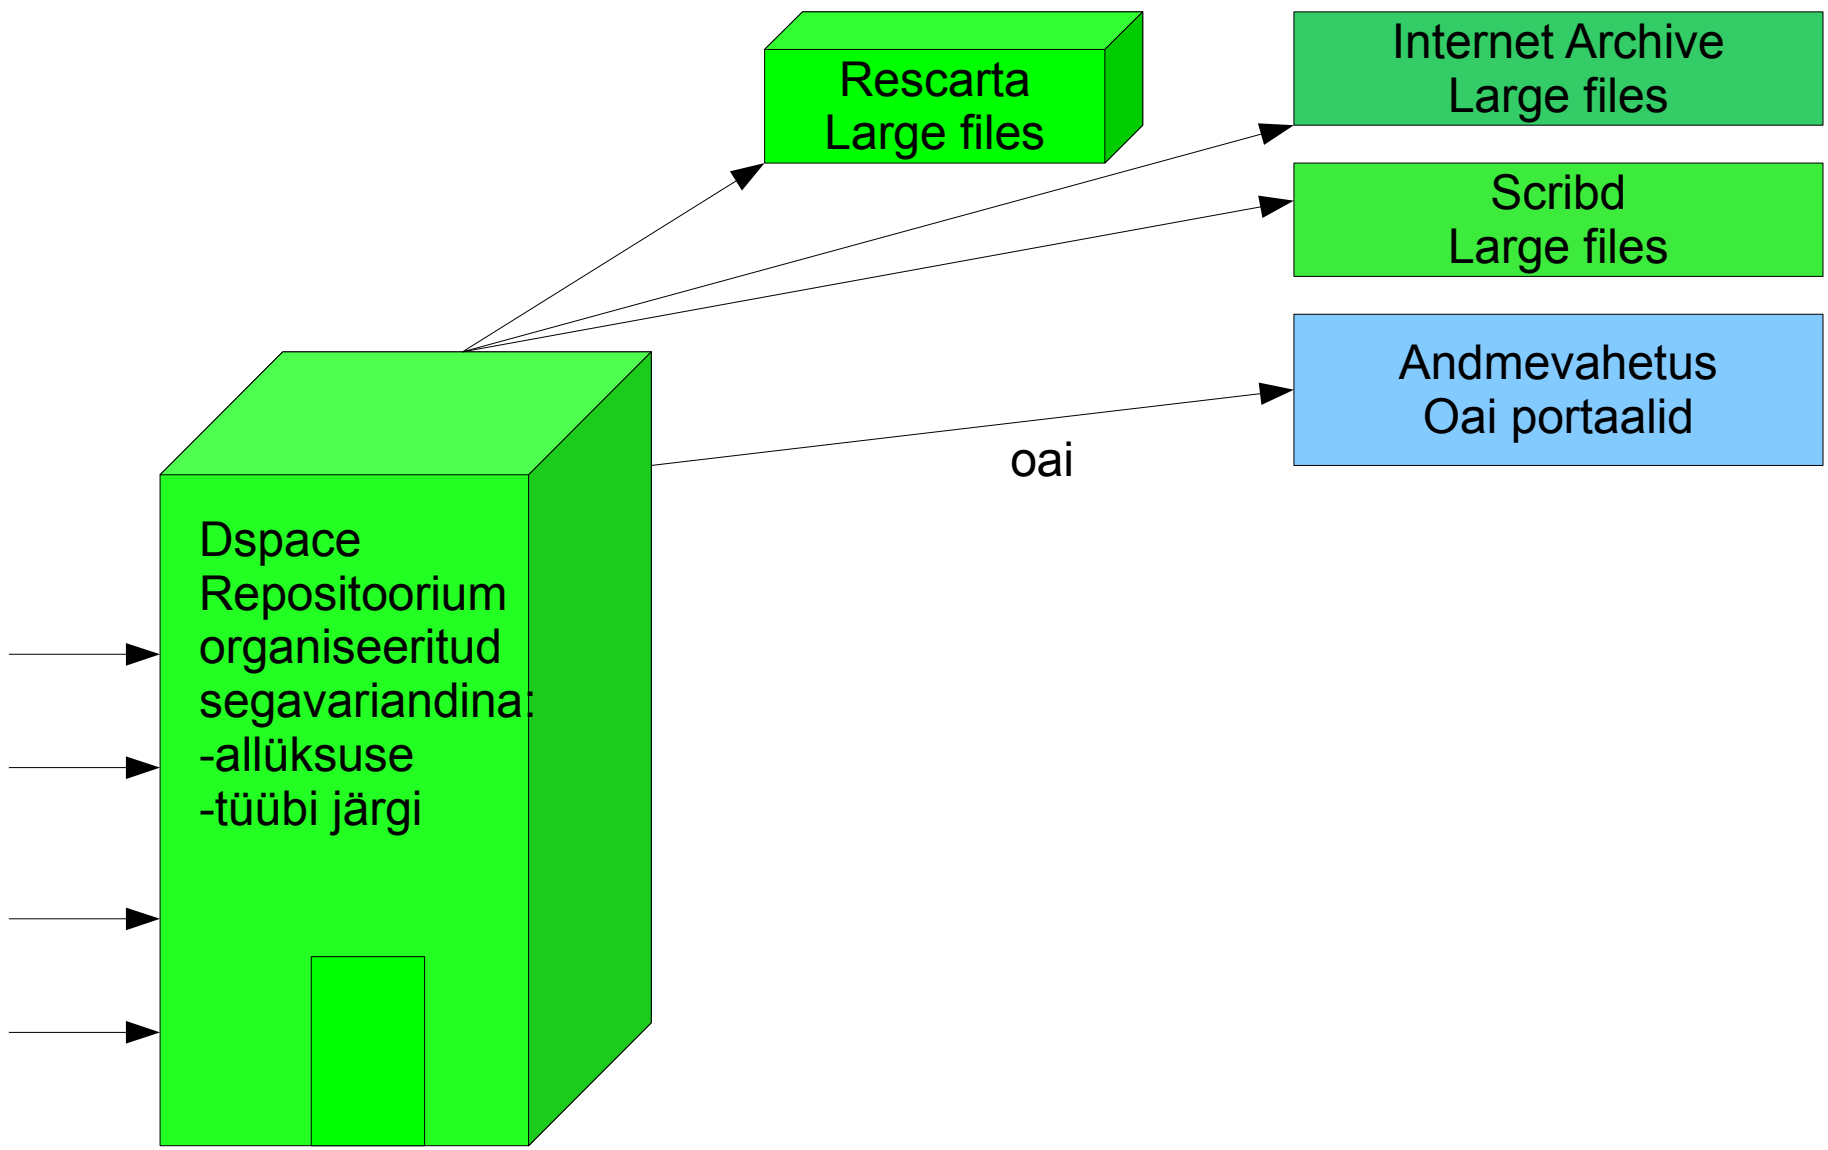 Rescarta
Large files
Internet Archive
Large files
Scribd
Large files
Andmevahetus
Oai portaalid
oai
Dspace
Repositoorium
organiseeritud
segavariandina:
-allüksuse
-tüübi järgi